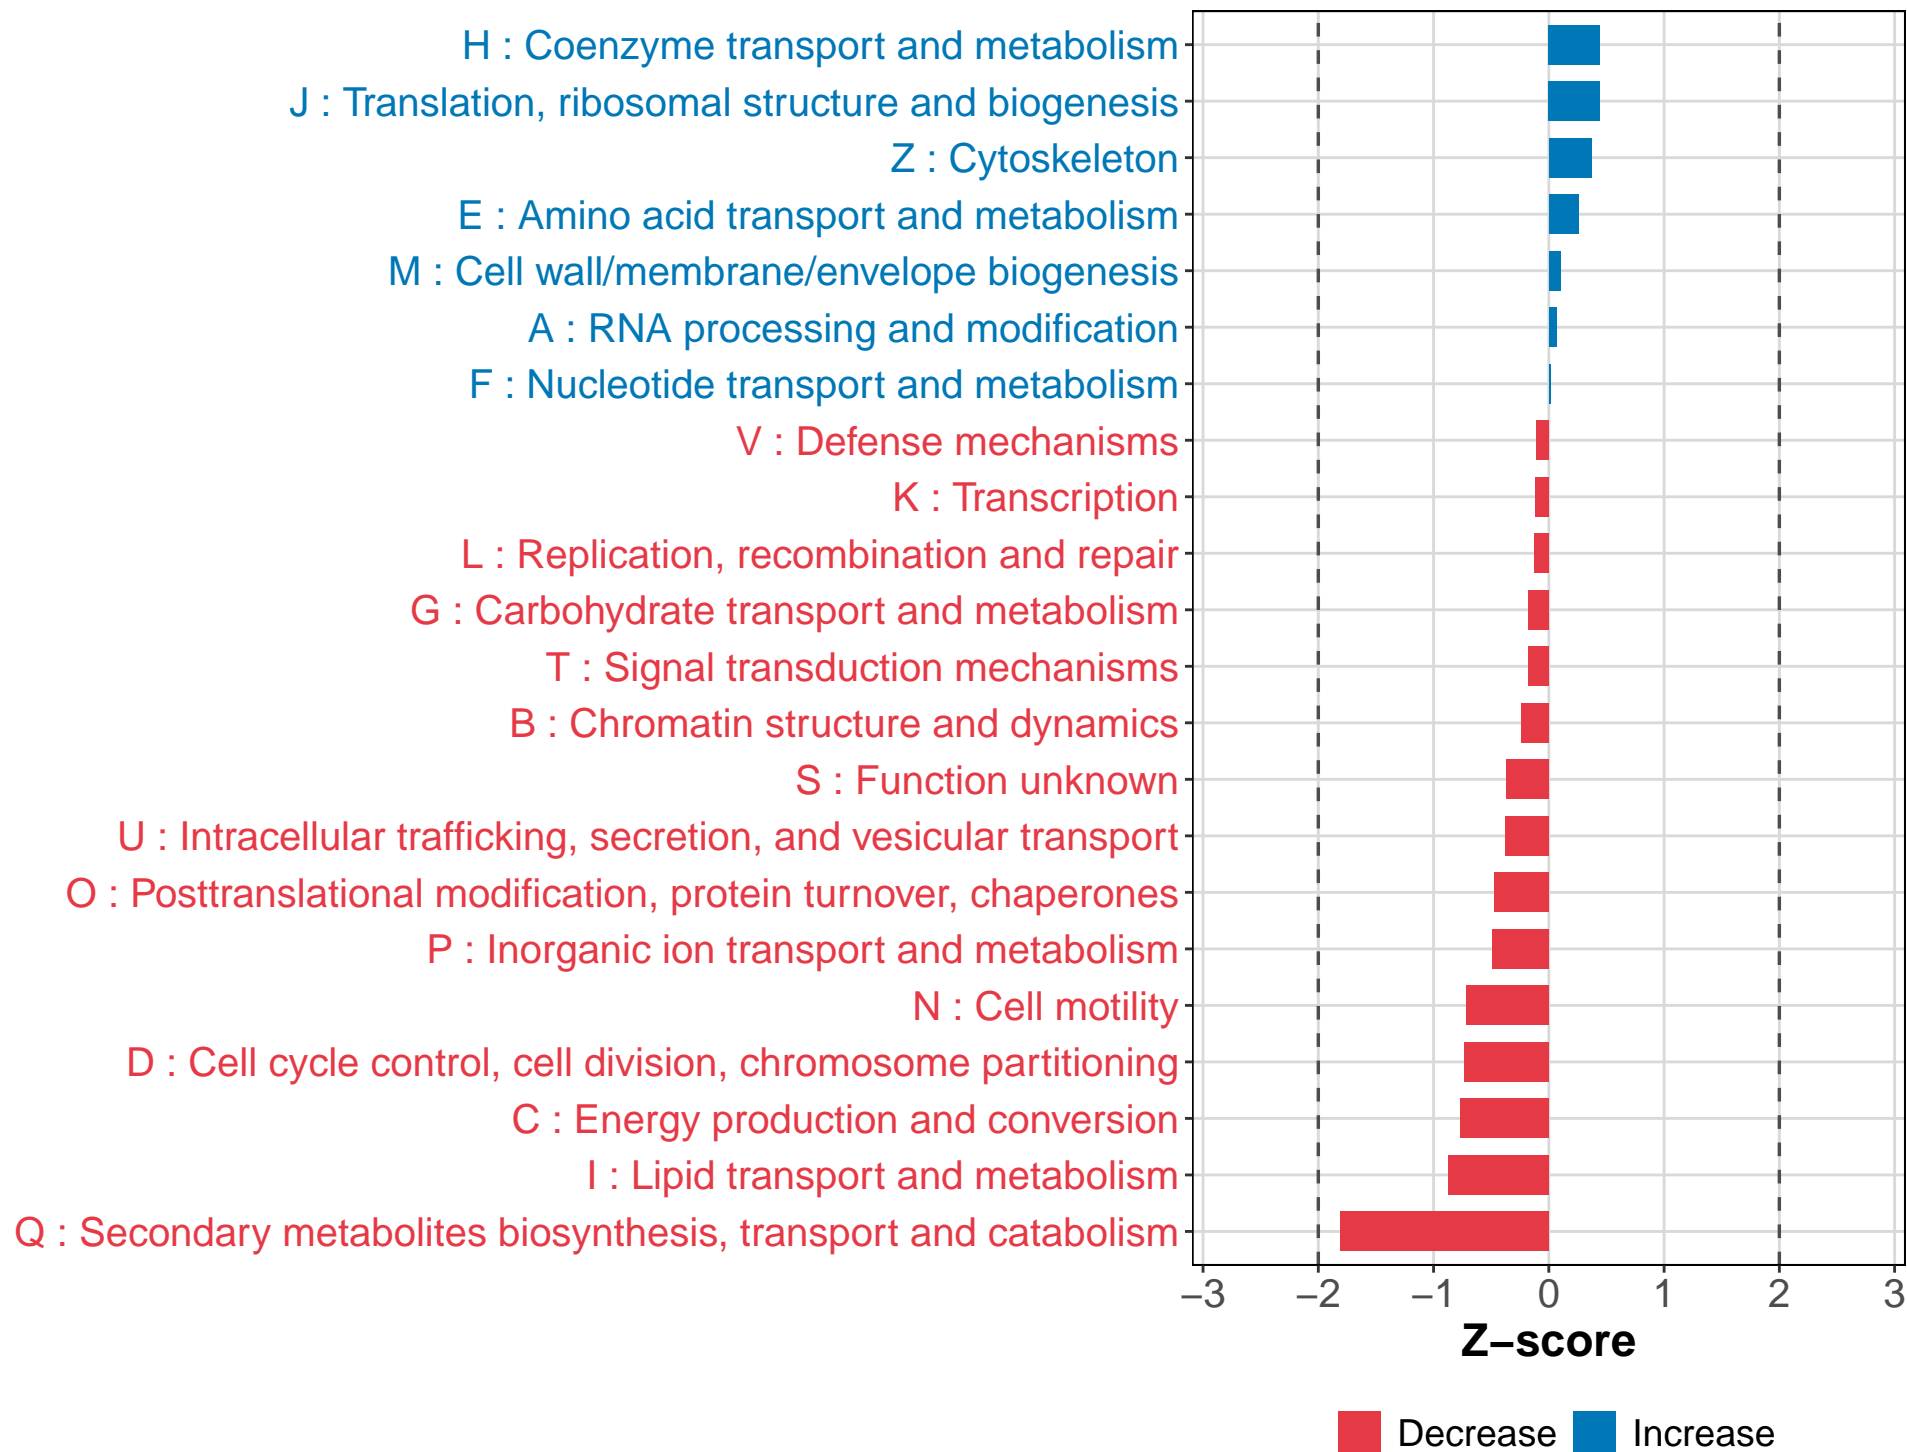 H : Coenzyme transport and metabolism
J : Translation, ribosomal structure and biogenesis
Z : Cytoskeleton
E : Amino acid transport and metabolism
M : Cell wall/membrane/envelope biogenesis
A : RNA processing and modification
F : Nucleotide transport and metabolism
V : Defense mechanisms
K : Transcription
L : Replication, recombination and repair
G : Carbohydrate transport and metabolism
T : Signal transduction mechanisms
B : Chromatin structure and dynamics
S : Function unknown
U : Intracellular trafficking, secretion, and vesicular transport
O : Posttranslational modification, protein turnover, chaperones
P : Inorganic ion transport and metabolism
N : Cell motility
D : Cell cycle control, cell division, chromosome partitioning
C : Energy production and conversion
I : Lipid transport and metabolism
Q : Secondary metabolites biosynthesis, transport and catabolism
−3 −2 −1 0 1 2 3
Z−score
Decrease Increase